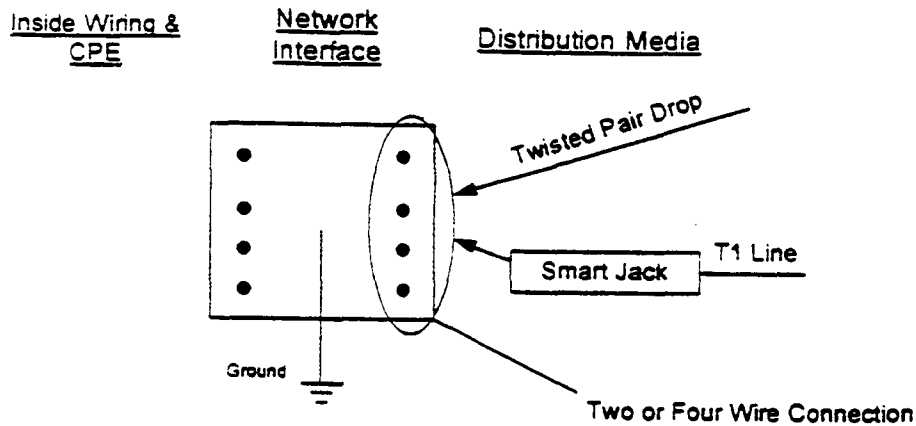 Inside Wiring &
CPE
Network
Interface
Distribution Media
Twisted Pair Drop
Smart Jack
T1 Line
Ground
Two or Four Wire Connection